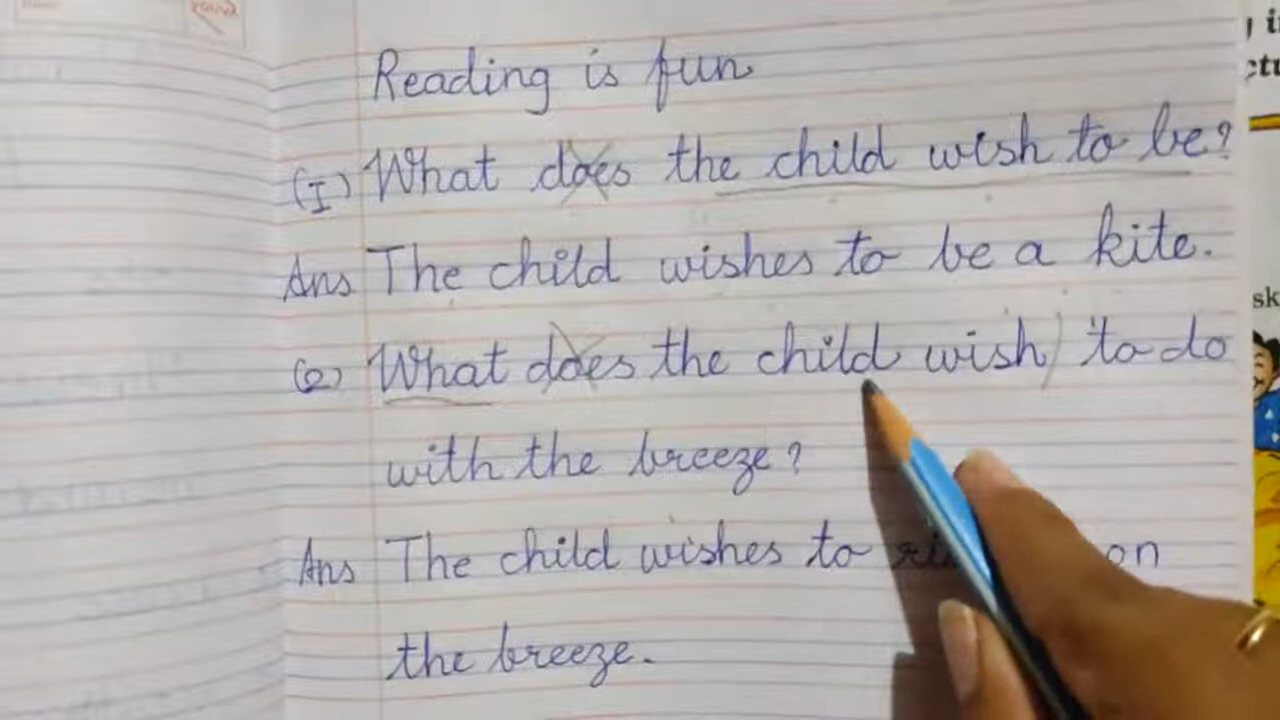 Reading is fun
(1) What does the child wish to be?
Ans The child wishes to be a kite.
(2) What does the child wish to do
with the breeze?
Ans The child wishes to on
the breeze.